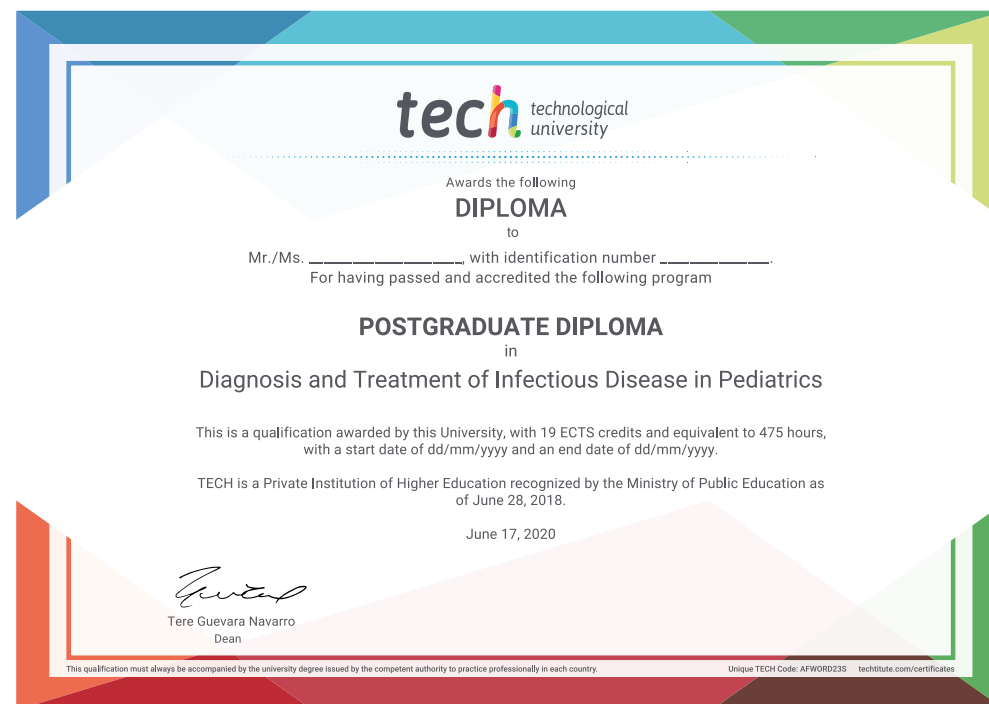 tech technological
university
Awards the following
DIPLOMA
to
Mr./Ms. _________________, with identification number ____________.
For having passed and accredited the following program
POSTGRADUATE DIPLOMA
in
Diagnosis and Treatment of Infectious Disease in Pediatrics
This is a qualification awarded by this University, with 19 ECTS credits and equivalent to 475 hours,
with a start date of dd/mm/yyyy and an end date of dd/mm/yyyy.
TECH is a Private Institution of Higher Education recognized by the Ministry of Public Education as
of June 28, 2018.
June 17, 2020
Tere Guevara Navarro
Dean
This qualification must always be accompanied by the university degree issued by the competent authority to practice professionally in each country. Unique TECH Code: AFWORD23S techtitute.com/certificates